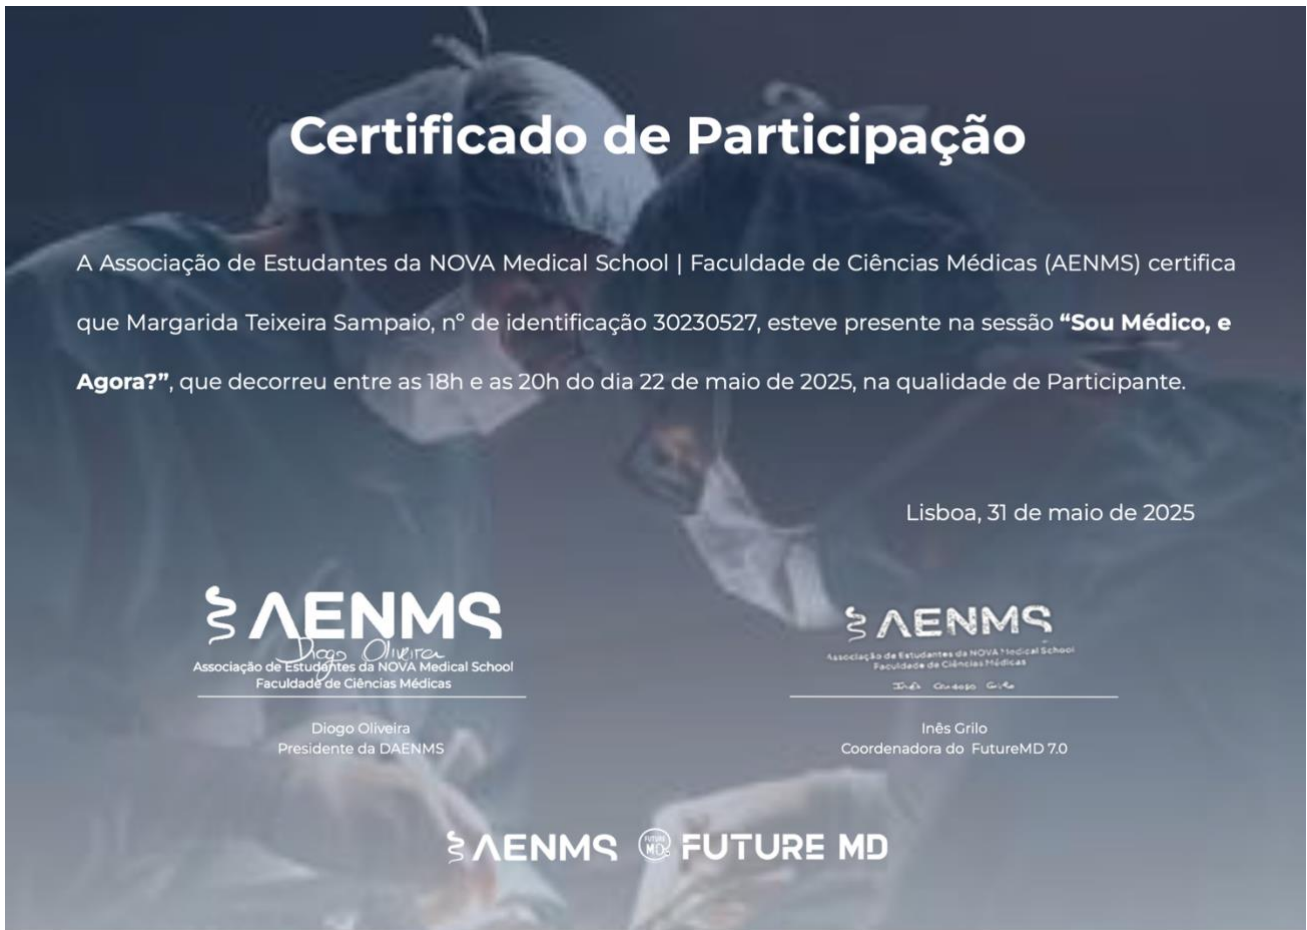 Certificado de Participação
A Associação de Estudantes da NOVA Medical School | Faculdade de Ciências Médicas (AENMS) certifica
que Margarida Teixeira Sampaio, nº de identificação 30230527, esteve presente na sessão “Sou Médico, e
Agora?”, que decorreu entre as 18h e as 20h do dia 22 de maio de 2025, na qualidade de Participante.
Lisboa, 31 de maio de 2025
AENMS
Diogo Oliveira
Associação de Estudantes da NOVA Medical School
Faculdade de Ciências Médicas
Diogo Oliveira
Presidente da DAENMS
AENMS
Associação de Estudantes da NOVA Medical School
Faculdade de Ciências Médicas
Inês Cardoso Grilo
Inês Grilo
Coordenadora do FutureMD 7.0
AENMS FUTURE MD FUTURE MD